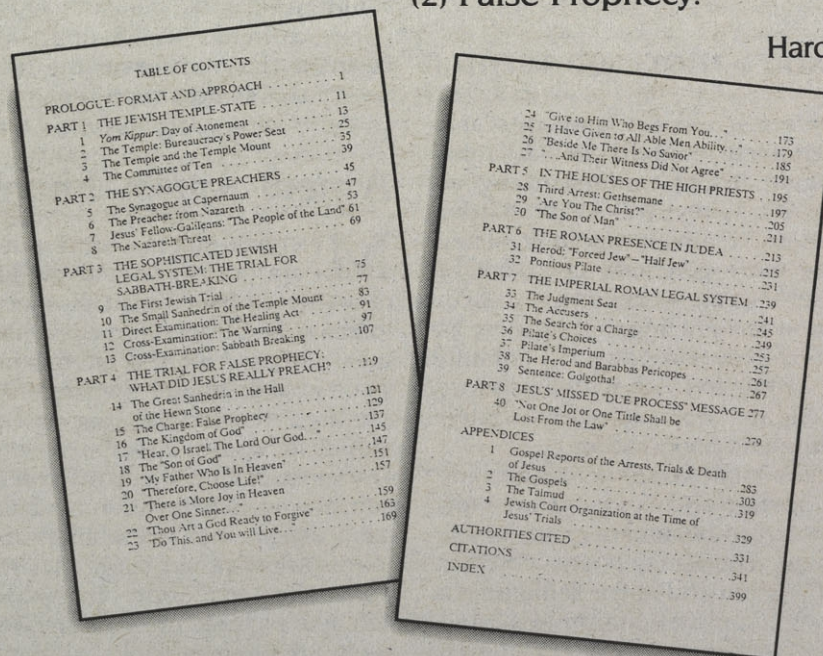 (2) False Prophecy.
Hard
TABLE OF CONTENTS
PROLOGUE: FORMAT AND APPROACH . . . . . . . . . 1
PART 1 THE JEWISH TEMPLE-STATE . . . . . . . . . . 11
1 Yom Kippur: Day of Atonement . . . . . . . . . . 13
2 The Temple: Bureaucracy's Power Seat . . . . . . 25
3 The Temple and the Temple Mount . . . . . . . . 35
4 The Committee of Ten . . . . . . . . . . . . . . 39
PART 2 THE SYNAGOGUE PREACHERS . . . . . . . . . 45
5 The Synagogue at Capernaum . . . . . . . . . . . 47
6 The Preacher from Nazareth . . . . . . . . . . . 53
7 Jesus' Fellow-Galileans: "The People of the Land" 61
8 The Nazareth Threat . . . . . . . . . . . . . . 69
PART 3 THE SOPHISTICATED JEWISH
LEGAL SYSTEM: THE TRIAL FOR
SABBATH-BREAKING . . . . . . . . . . . . 75
9 The First Jewish Trial . . . . . . . . . . . . . 77
10 The Small Sanhedrin of the Temple Mount . . . . 83
11 Direct Examination: The Healing Act . . . . . . 91
12 Cross-Examination: The Warning . . . . . . . . . 97
13 Cross-Examination: Sabbath Breaking . . . . . . .107
PART 4 THE TRIAL FOR FALSE PROPHECY:
WHAT DID JESUS REALLY PREACH? . . . .119
14 The Great Sanhedrin in the Hall
of the Hewn Stone . . . . . . . . . . . . . . .121
15 The Charge: False Prophecy . . . . . . . . . . .129
16 "The Kingdom of God" . . . . . . . . . . . . . .137
17 "Hear, O Israel: The Lord Our God. . ." . . . . .145
18 The "Son of God" . . . . . . . . . . . . . . . .147
19 "My Father Who Is In Heaven" . . . . . . . . . .151
20 "Therefore, Choose Life!" . . . . . . . . . . . .157
21 "There is More Joy in Heaven
Over One Sinner. . ." . . . . . . . . . . . . .159
22 "Thou Art a God Ready to Forgive" . . . . . . . .163
23 "Do This, and You will Live. . ." . . . . . . . .169
24 "Give to Him Who Begs From You. . ." . . . . . .173
25 "I Have Given to All Able Men Ability. . ." . . .179
26 "Beside Me There Is No Savior" . . . . . . . . .185
27 ". . .And Their Witness Did Not Agree" . . . . .191
PART 5 IN THE HOUSES OF THE HIGH PRIESTS . .195
28 Third Arrest: Gethsemane . . . . . . . . . . . .197
29 "Are You The Christ?" . . . . . . . . . . . . . .205
30 "The Son of Man" . . . . . . . . . . . . . . . .211
PART 6 THE ROMAN PRESENCE IN JUDEA . . . . .213
31 Herod: "Forced Jew"—"Half Jew" . . . . . . . . .215
32 Pontious Pilate . . . . . . . . . . . . . . . . .231
PART 7 THE IMPERIAL ROMAN LEGAL SYSTEM . .239
33 The Judgment Seat . . . . . . . . . . . . . . . .241
34 The Accusers . . . . . . . . . . . . . . . . . .245
35 The Search for a Charge . . . . . . . . . . . . .249
36 Pilate's Choices . . . . . . . . . . . . . . . .253
37 Pilate's Imperium . . . . . . . . . . . . . . . .257
38 The Herod and Barabbas Pericopes . . . . . . . .261
39 Sentence: Golgotha! . . . . . . . . . . . . . . .267
PART 8 JESUS' MISSED "DUE PROCESS" MESSAGE 277
40 "Not One Jot or One Tittle Shall be
Lost From the Law" . . . . . . . . . . . . . .279
APPENDICES
1 Gospel Reports of the Arrests, Trials & Death
of Jesus . . . . . . . . . . . . . . . . . . . .283
2 The Gospels . . . . . . . . . . . . . . . . . . .303
3 The Talmud . . . . . . . . . . . . . . . . . . .319
4 Jewish Court Organization at the Time of
Jesus' Trials . . . . . . . . . . . . . . . . .329
AUTHORITIES CITED . . . . . . . . . . . . . . . .331
CITATIONS . . . . . . . . . . . . . . . . . . . .341
INDEX . . . . . . . . . . . . . . . . . . . . . .399